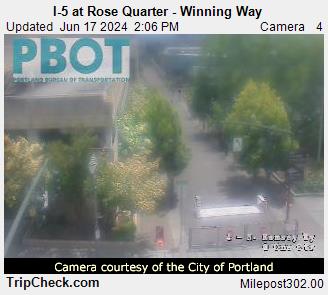 I-5 at Rose Quarter - Winning Way
Updated Jun 17 2024 2:06 PM Camera 4
PBOT
PORTLAND BUREAU OF TRANSPORTATION
Camera courtesy of the City of Portland
TripCheck.com Milepost302.00